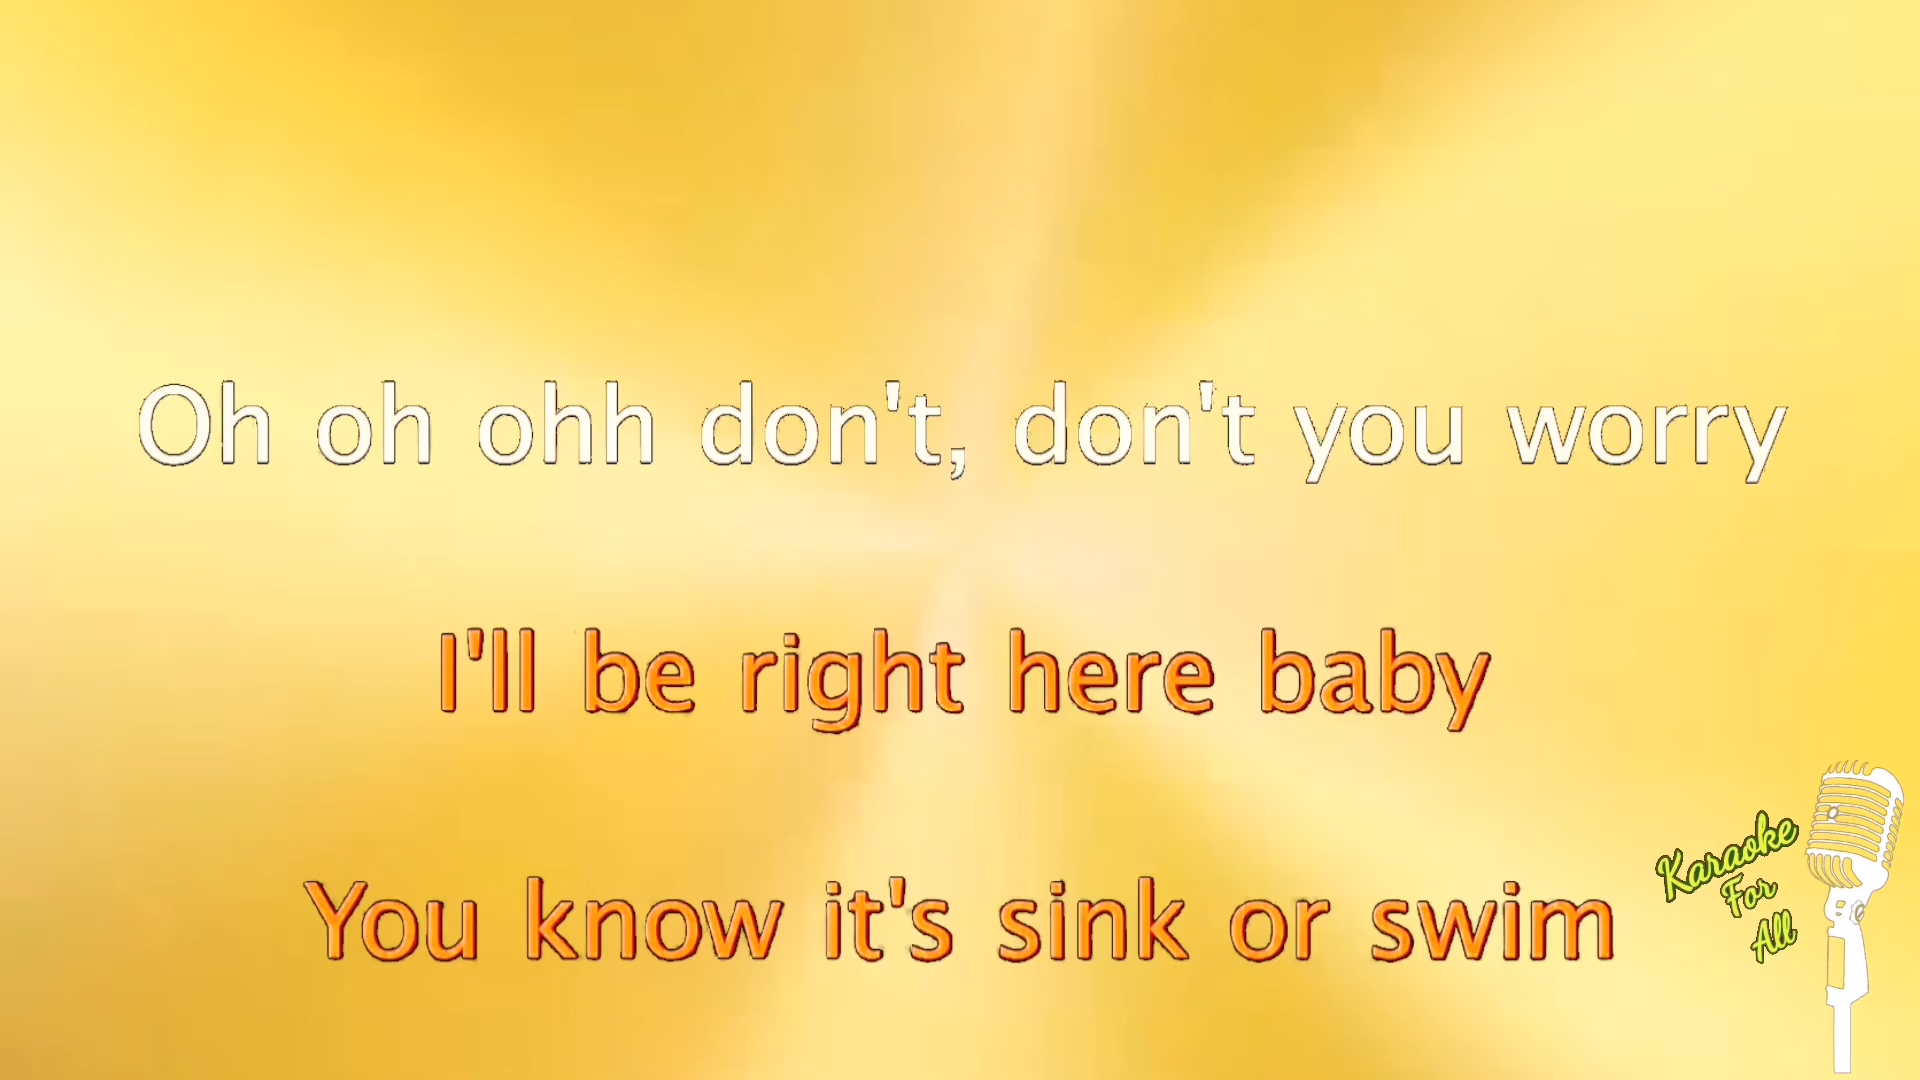 Oh oh ohh don't, don't you worry
I'll be right here baby
You know it's sink or swim
Karaoke
For
All